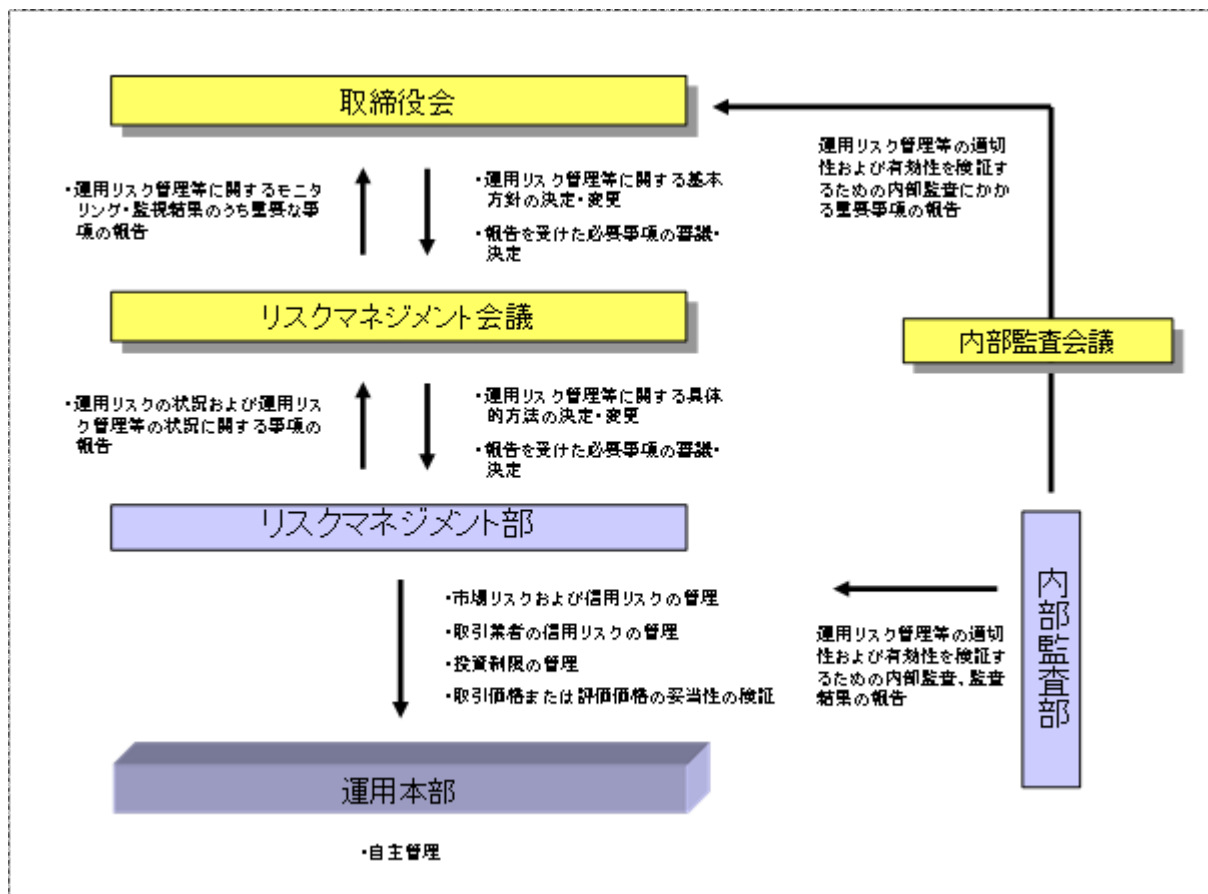 取締役会
運用リスク管理等の適切
性および有効性を検証す
るための内部監査にかか
る重要事項の報告
・運用リスク管理等に関するモニタ
リング・監視結果のうち重要な事
項の報告
・運用リスク管理等に関する基本
方針の決定・変更
・報告を受けた必要事項の審議・
決定
リスクマネジメント会議
内部監査会議
・運用リスクの状況および運用リス
ク管理等の状況に関する事項の
報告
・運用リスク管理等に関する具体
的方法の決定・変更
・報告を受けた必要事項の審議・
決定
リスクマネジメント部
内部監査部
・市場リスクおよび信用リスクの管理
・取引業者の信用リスクの管理
・投資制限の管理
・取引価格または評価価格の妥当性の検証
運用リスク管理等の適切
性および有効性を検証す
るための内部監査、監査
結果の報告
運用本部
・自主管理